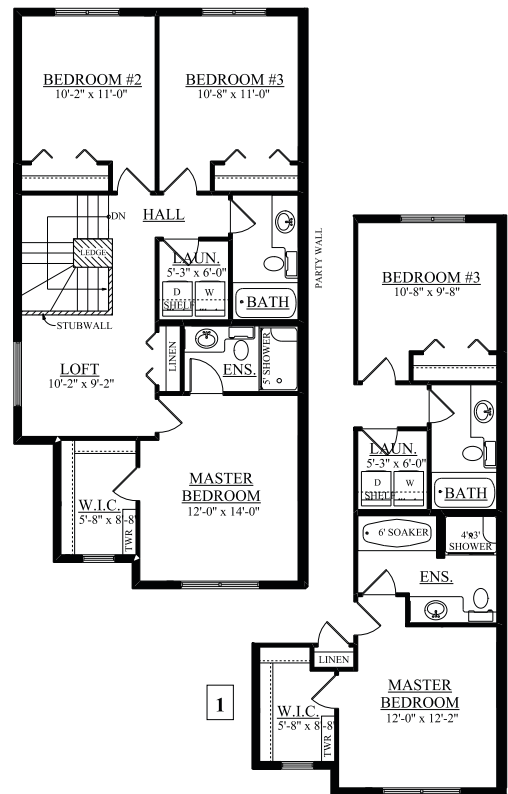 BEDROOM #2
10'-2" x 11'-0"
BEDROOM #3
10'-8" x 11'-0"
DN
HALL
LEDGE
LAUN.
5'-3" x 6'-0"
D
W
SHELF
BATH
PARTY WALL
STUBWALL
LOFT
10'-2" x 9'-2"
LINEN
ENS.
5' SHOWER
MASTER
BEDROOM
12'-0" x 14'-0"
W.I.C.
5'-8" x 8'-8"
TWR
BEDROOM #3
10'-8" x 9'-8"
LAUN.
5'-3" x 6'-0"
D
W
SHELF
BATH
6' SOAKER
4'x3'
SHOWER
ENS.
LINEN
MASTER
BEDROOM
12'-0" x 12'-2"
W.I.C.
5'-8" x 8'-8"
TWR
1